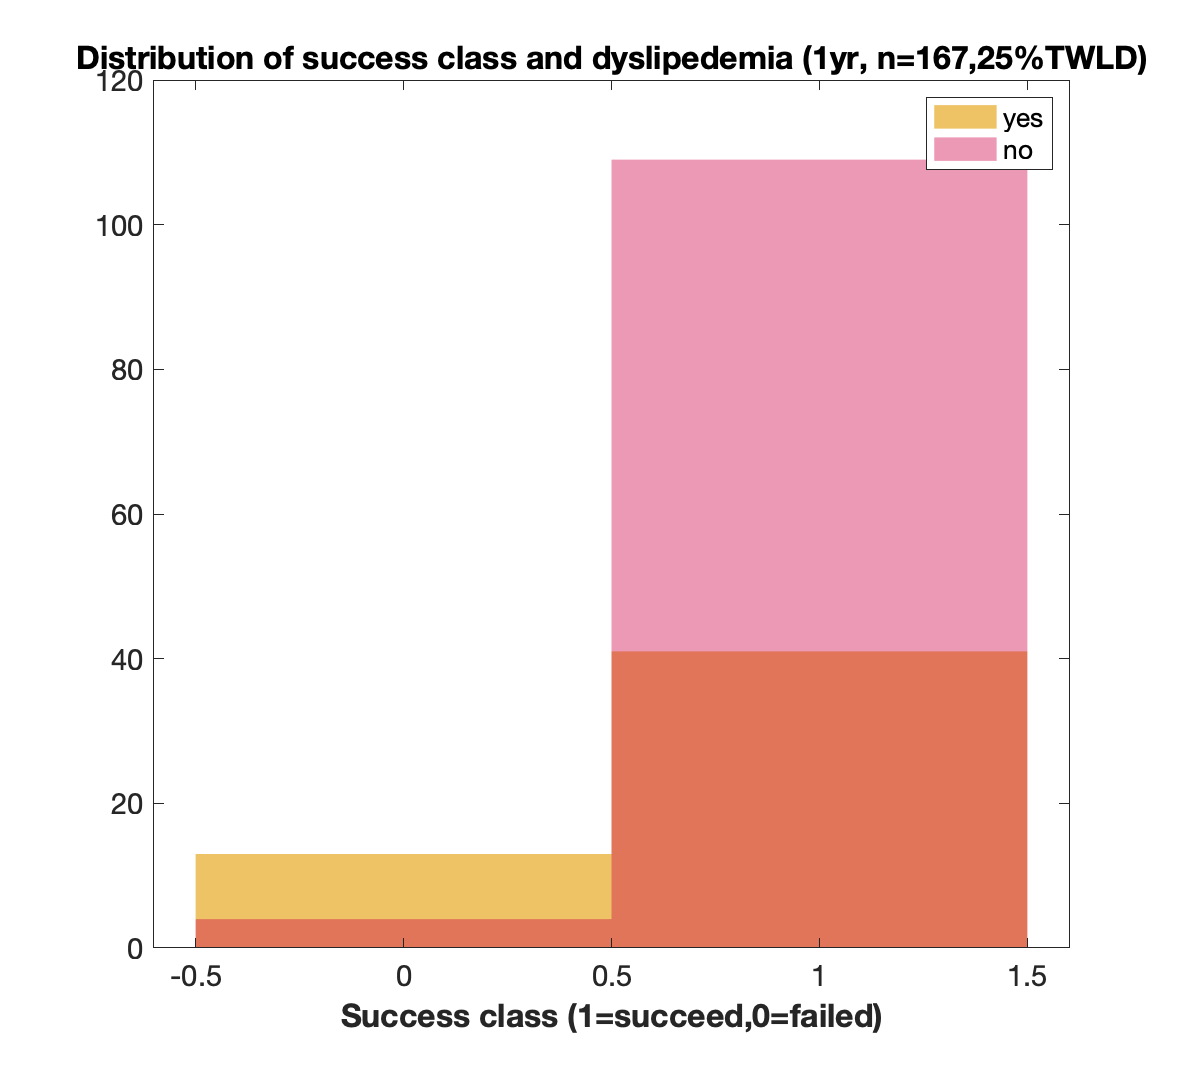 Distribution of success class and dyslipedemia (1yr, n=167,25%TWLD)
yes
no
120
100
80
60
40
20
0
-0.5 0 0.5 1 1.5
Success class (1=succeed,0=failed)